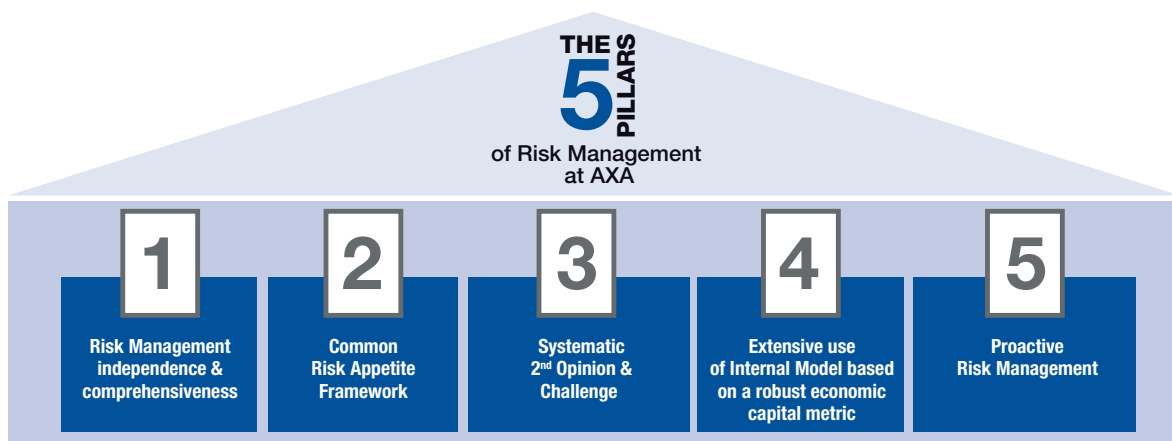 THE
5
PILLARS
of Risk Management
at AXA
1
Risk Management
independence &
comprehensiveness
2
Common
Risk Appetite
Framework
3
Systematic
2nd Opinion &
Challenge
4
Extensive use
of Internal Model based
on a robust economic
capital metric
5
Proactive
Risk Management